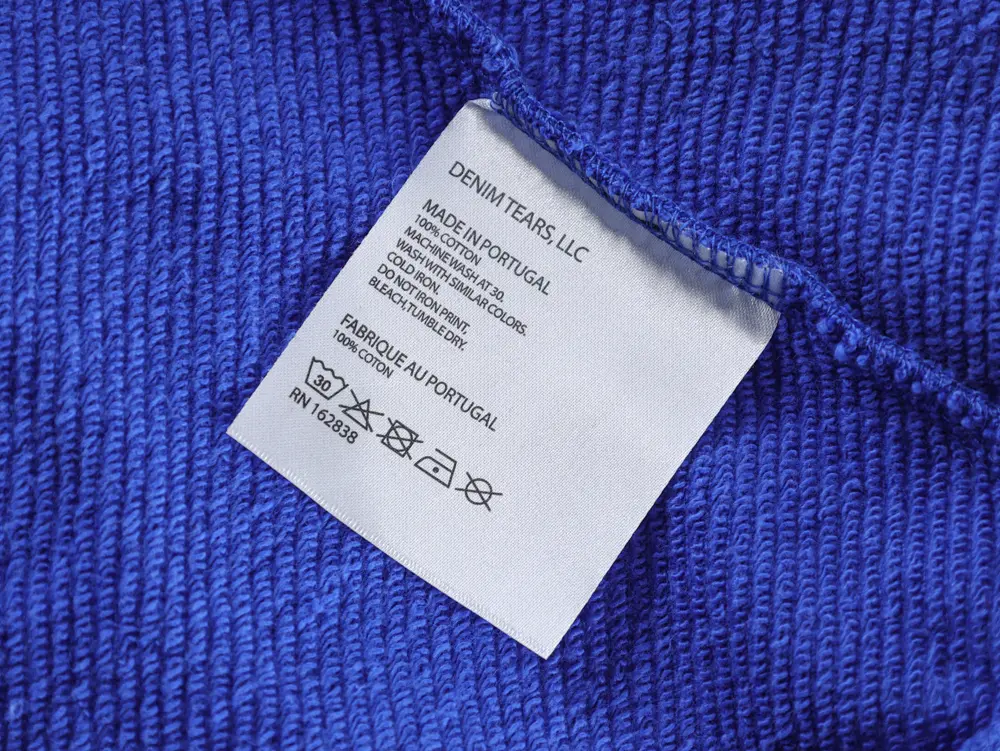 DENIM TEARS, LLC
MADE IN PORTUGAL
100% COTTON
MACHINE WASH AT 30.
WASH WITH SIMILAR COLORS.
COLD IRON.
DO NOT IRON PRINT,
BLEACH,TUMBLE DRY.
FABRIQUE AU PORTUGAL
100% COTON
30
RN 162838